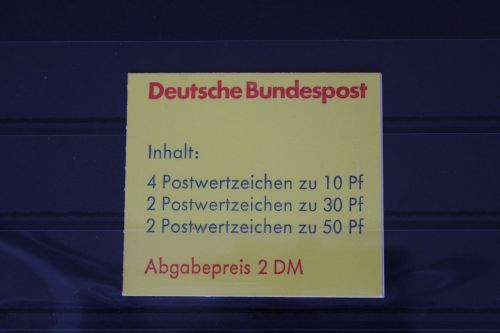 Deutsche Bundespost
Inhalt:
4 Postwertzeichen zu 10 Pf
2 Postwertzeichen zu 30 Pf
2 Postwertzeichen zu 50 Pf
Abgabepreis 2 DM